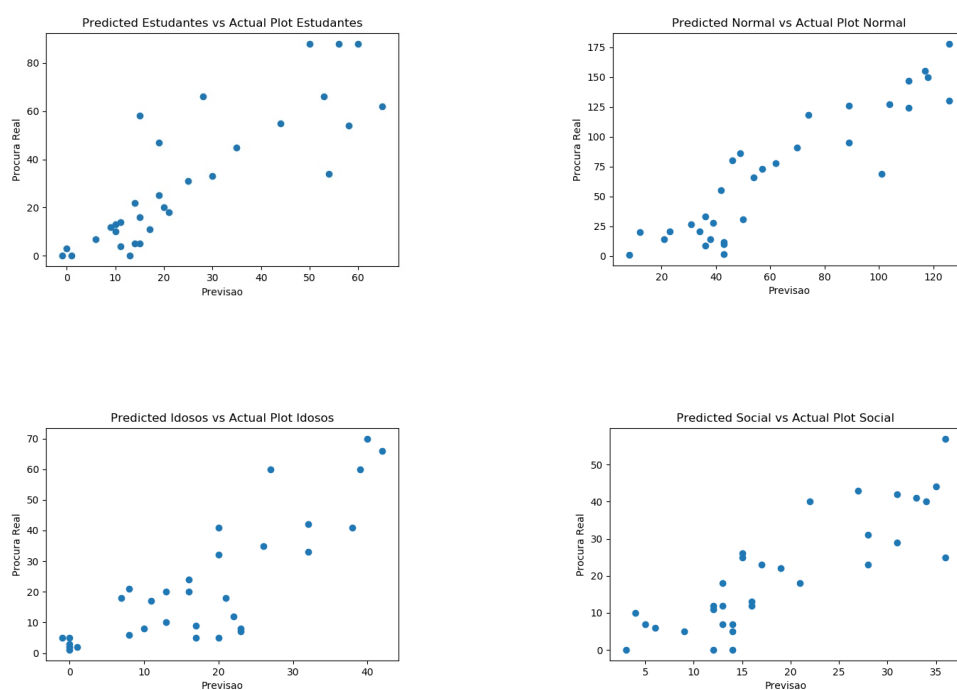 Predicted Estudantes vs Actual Plot Estudantes
80
60
40
20
0
Procura Real
0 10 20 30 40 50 60
Previsao
Predicted Normal vs Actual Plot Normal
175
150
125
100
75
50
25
0
Procura Real
20 40 60 80 100 120
Previsao
Predicted Idosos vs Actual Plot Idosos
70
60
50
40
30
20
10
0
Procura Real
0 10 20 30 40
Previsao
Predicted Social vs Actual Plot Social
50
40
30
20
10
0
Procura Real
5 10 15 20 25 30 35
Previsao